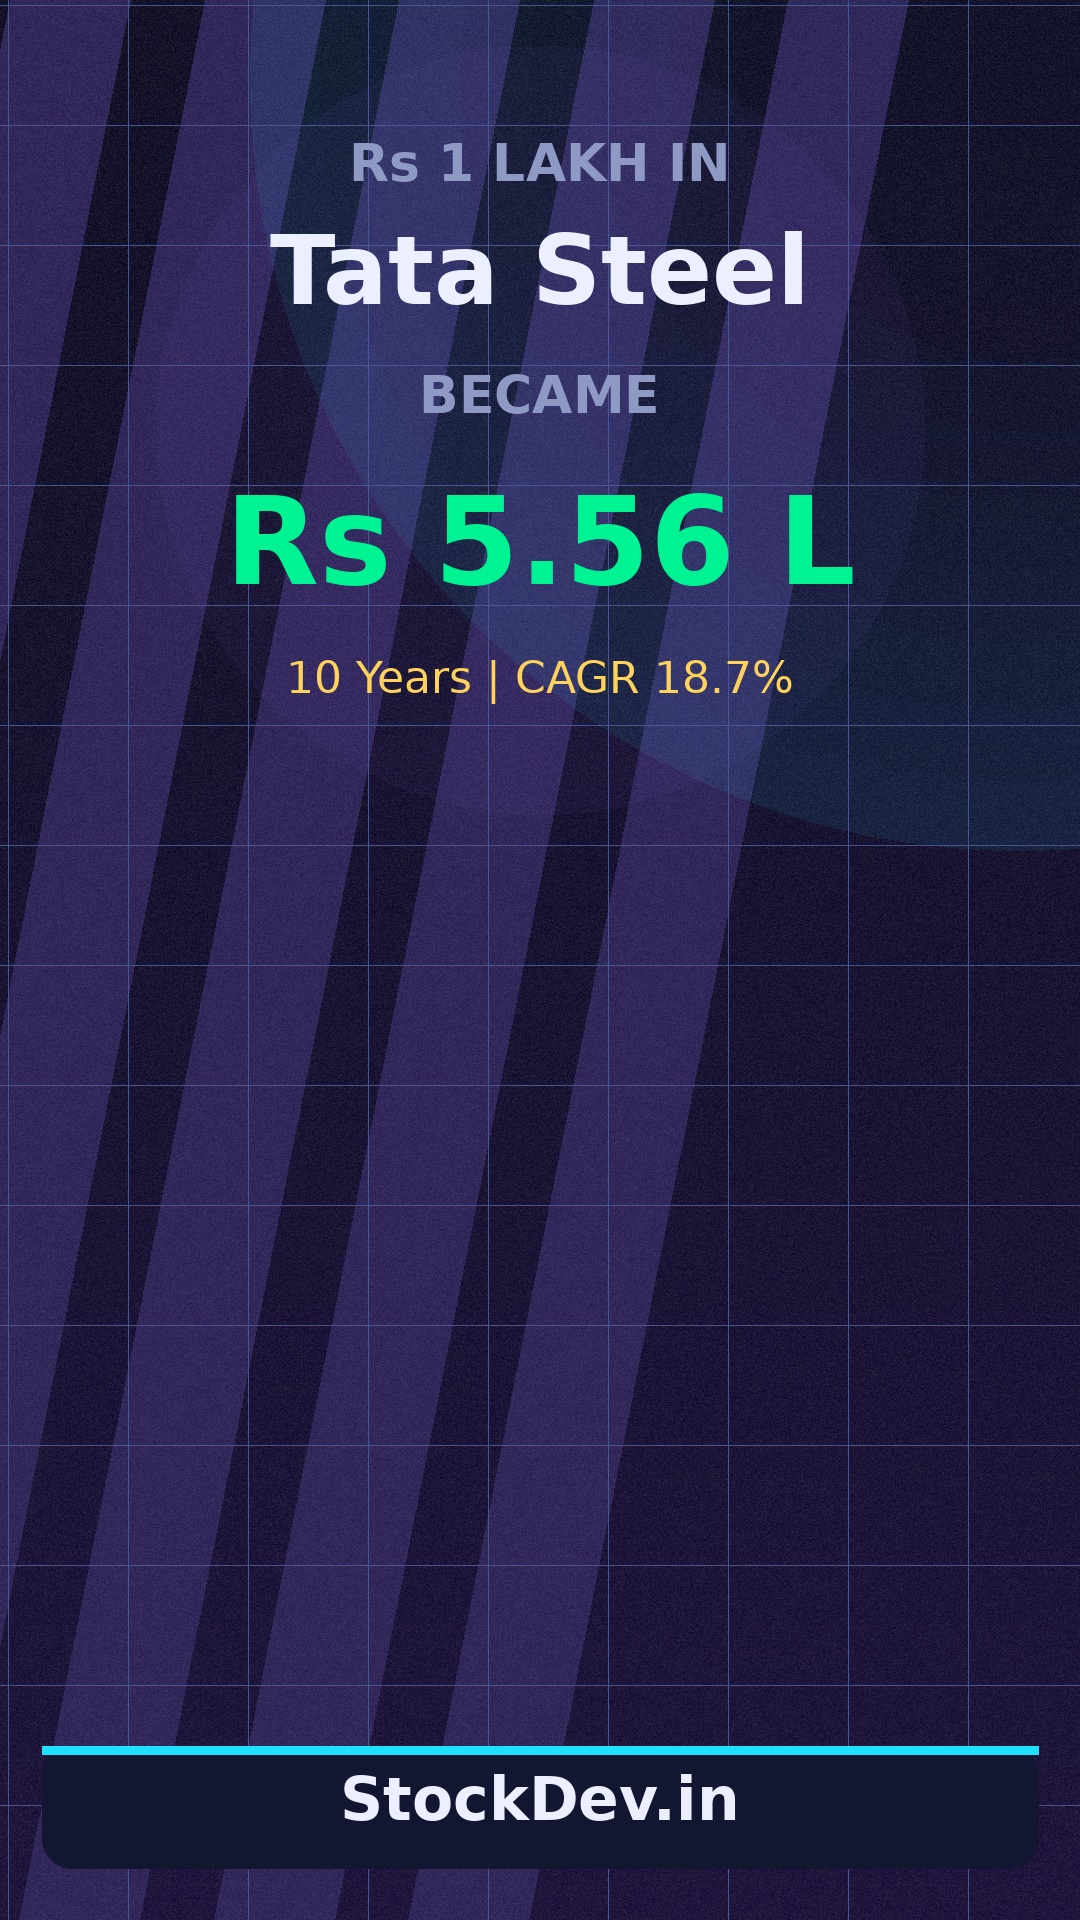 Rs 1 LAKH IN
Tata Steel
BECAME
Rs 5.56 L
10 Years | CAGR 18.7%
StockDev.in